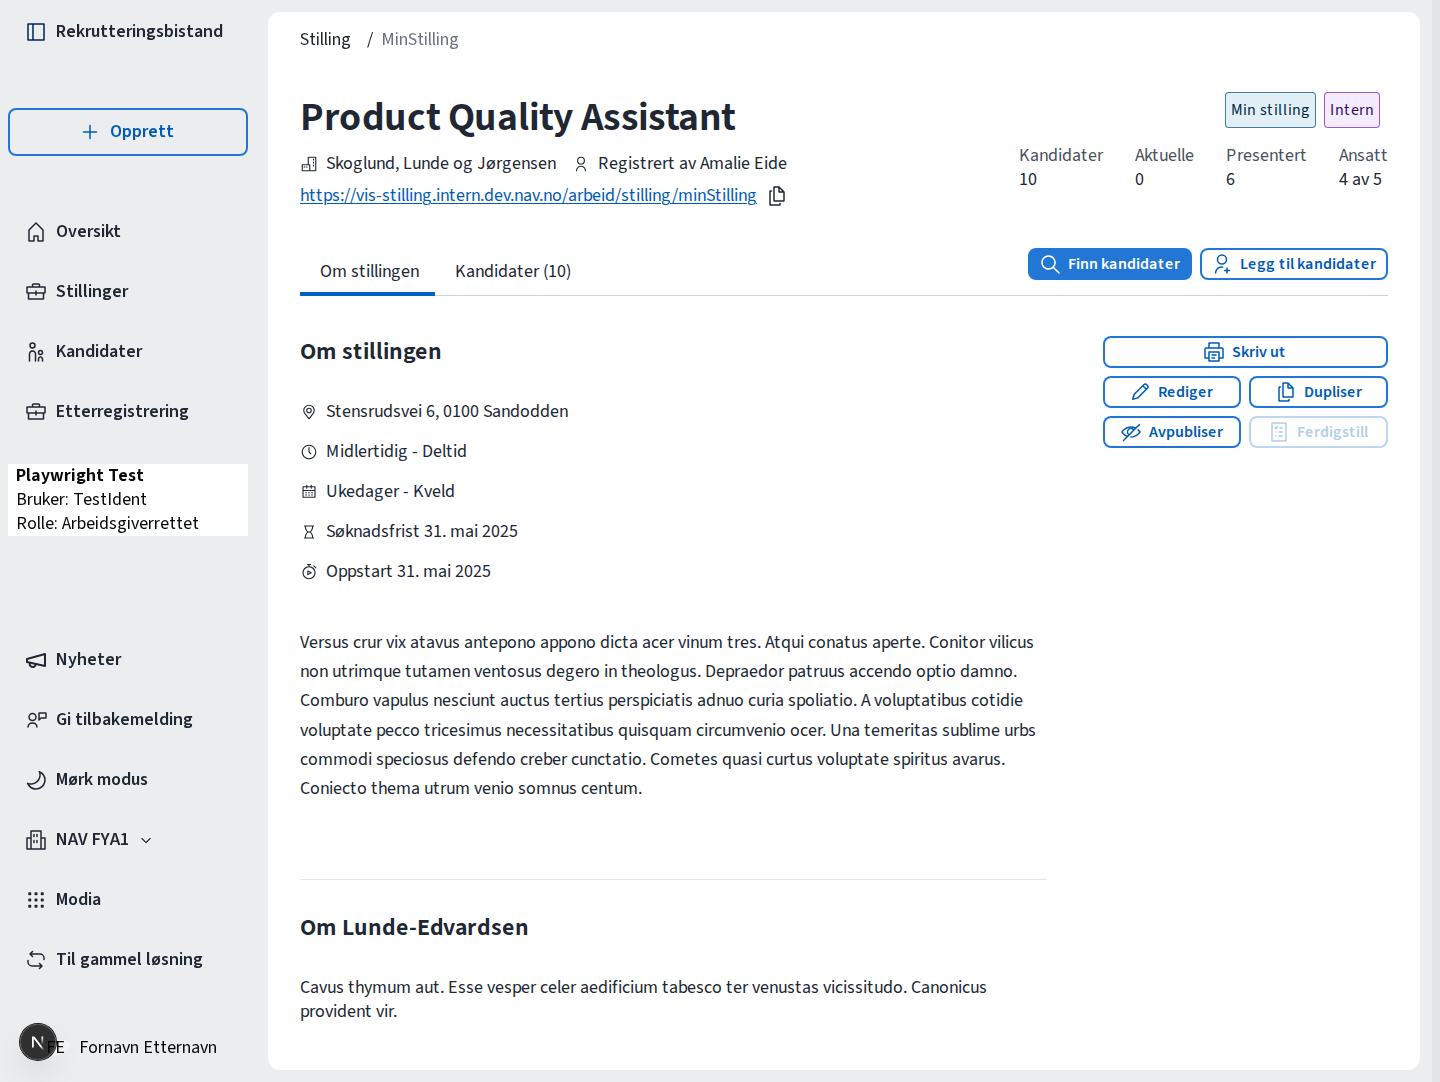 Rekrutteringsbistand
Opprett
Oversikt
Stillinger
Kandidater
Etterregistrering
Playwright Test
Bruker: TestIdent
Rolle: Arbeidsgiverrettet
Nyheter
Gi tilbakemelding
Mørk modus
NAV FYA1
Modia
Til gammel løsning
N
FE Fornavn Etternavn
Stilling / MinStilling
Product Quality Assistant
Skoglund, Lunde og Jørgensen Registrert av Amalie Eide
https://vis-stilling.intern.dev.nav.no/arbeid/stilling/minStilling
Min stilling Intern
Kandidater Aktuelle Presentert Ansatt
10 0 6 4 av 5
Om stillingen Kandidater (10)
Finn kandidater Legg til kandidater
Om stillingen
Stensrudsvei 6, 0100 Sandodden
Midlertidig - Deltid
Ukedager - Kveld
Søknadsfrist 31. mai 2025
Oppstart 31. mai 2025
Skriv ut
Rediger Dupliser
Avpubliser Ferdigstill
Versus crur vix atavus antepono appono dicta acer vinum tres. Atqui conatus aperte. Conitor vilicus
non utrimque tutamen ventosus degero in theologus. Depraedor patruus accendo optio damno.
Comburo vapulus nesciunt auctus tertius perspiciatis adnuo curia spoliatio. A voluptatibus cotidie
voluptate pecco tricesimus necessitatibus quisquam circumvenio ocer. Una temeritas sublime urbs
commodi speciosus defendo creber cunctatio. Cometes quasi curtus voluptate spiritus avarus.
Coniecto thema utrum venio somnus centum.
Om Lunde-Edvardsen
Cavus thymum aut. Esse vesper celer aedificium tabesco ter venustas vicissitudo. Canonicus
provident vir.